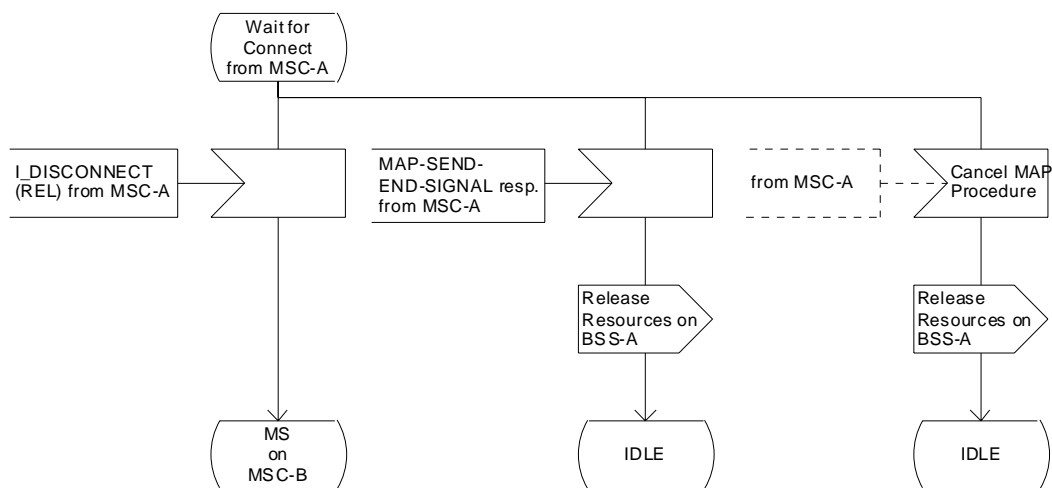 Wait for
Connect
from MSC-A
I_DISCONNECT
(REL) from MSC-A
MAP-SEND-
END-SIGNAL resp.
from MSC-A
from MSC-A
Cancel MAP
Procedure
Release
Resources on
BSS-A
Release
Resources on
BSS-A
MS
on
MSC-B
IDLE
IDLE